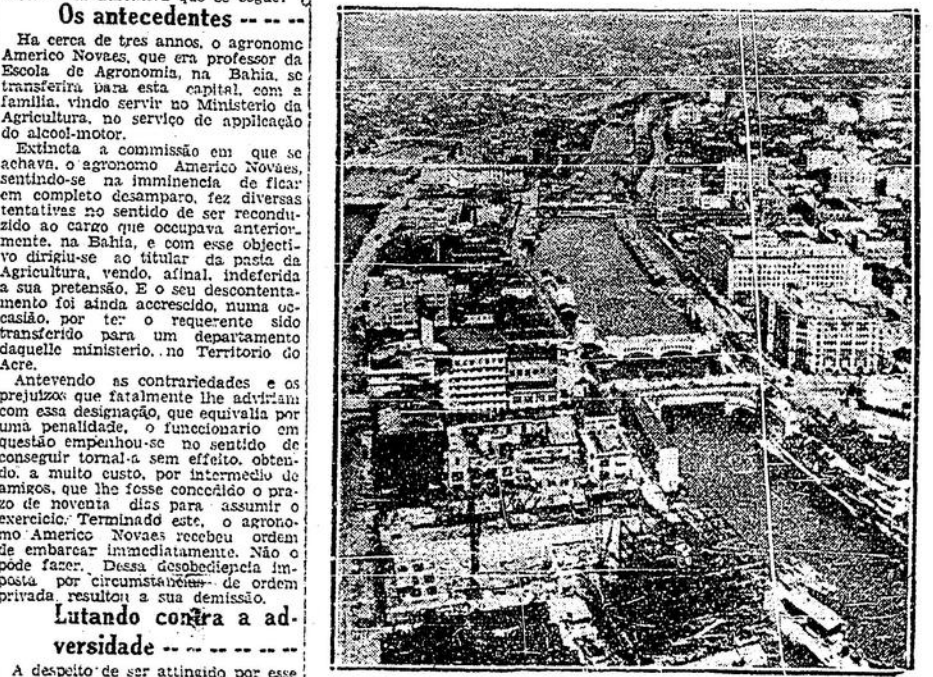 que se seguer
Os antecedentes -- -- --
Ha cerca de tres annos, o agronomo
Americo Novaes, que era professor da
Escola de Agronomia, na Bahia, se
transferira para esta capital, com a
familia, vindo servir no Ministerio da
Agricultura, no serviço de applicação
do alcool-motor.
Extincta a commissão em que se
achava, o agronomo Americo Novaes,
sentindo-se na imminencia de ficar
em completo desamparo, fez diversas
tentativas no sentido de ser recondu-
zido ao cargo que occupava anterior-
mente, na Bahia, e com esse objecti-
vo dirigiu-se ao titular da pasta da
Agricultura, vendo, afinal, indeferida
a sua pretensão. E o seu descontenta-
mento foi ainda accrescido, numa oc-
casião, por ter o requerente sido
transferido para um departamento
daquelle ministerio, no Territorio do
Acre.
Antevendo as contrariedades e os
prejuizos que fatalmente lhe adviriam
com essa designação, que equivalia por
uma penalidade, o funccionario em
questão empenhou-se no sentido de
conseguir tornal-a sem effeito, obten-
do, a muito custo, por intermedio de
amigos, que lhe fosse concedido o pra-
zo de noventa dias para assumir o
exercicio. Terminado este, o agrono-
mo Americo Novaes recebeu ordem
de embarcar immediatamente. Não o
pôde fazer. Dessa desobediencia im-
posta por circumstancias de ordem
privada resultou a sua demissão.
Lutando contra a ad-
versidade -- -- -- -- -- --
A despeito de ser attingido por esse